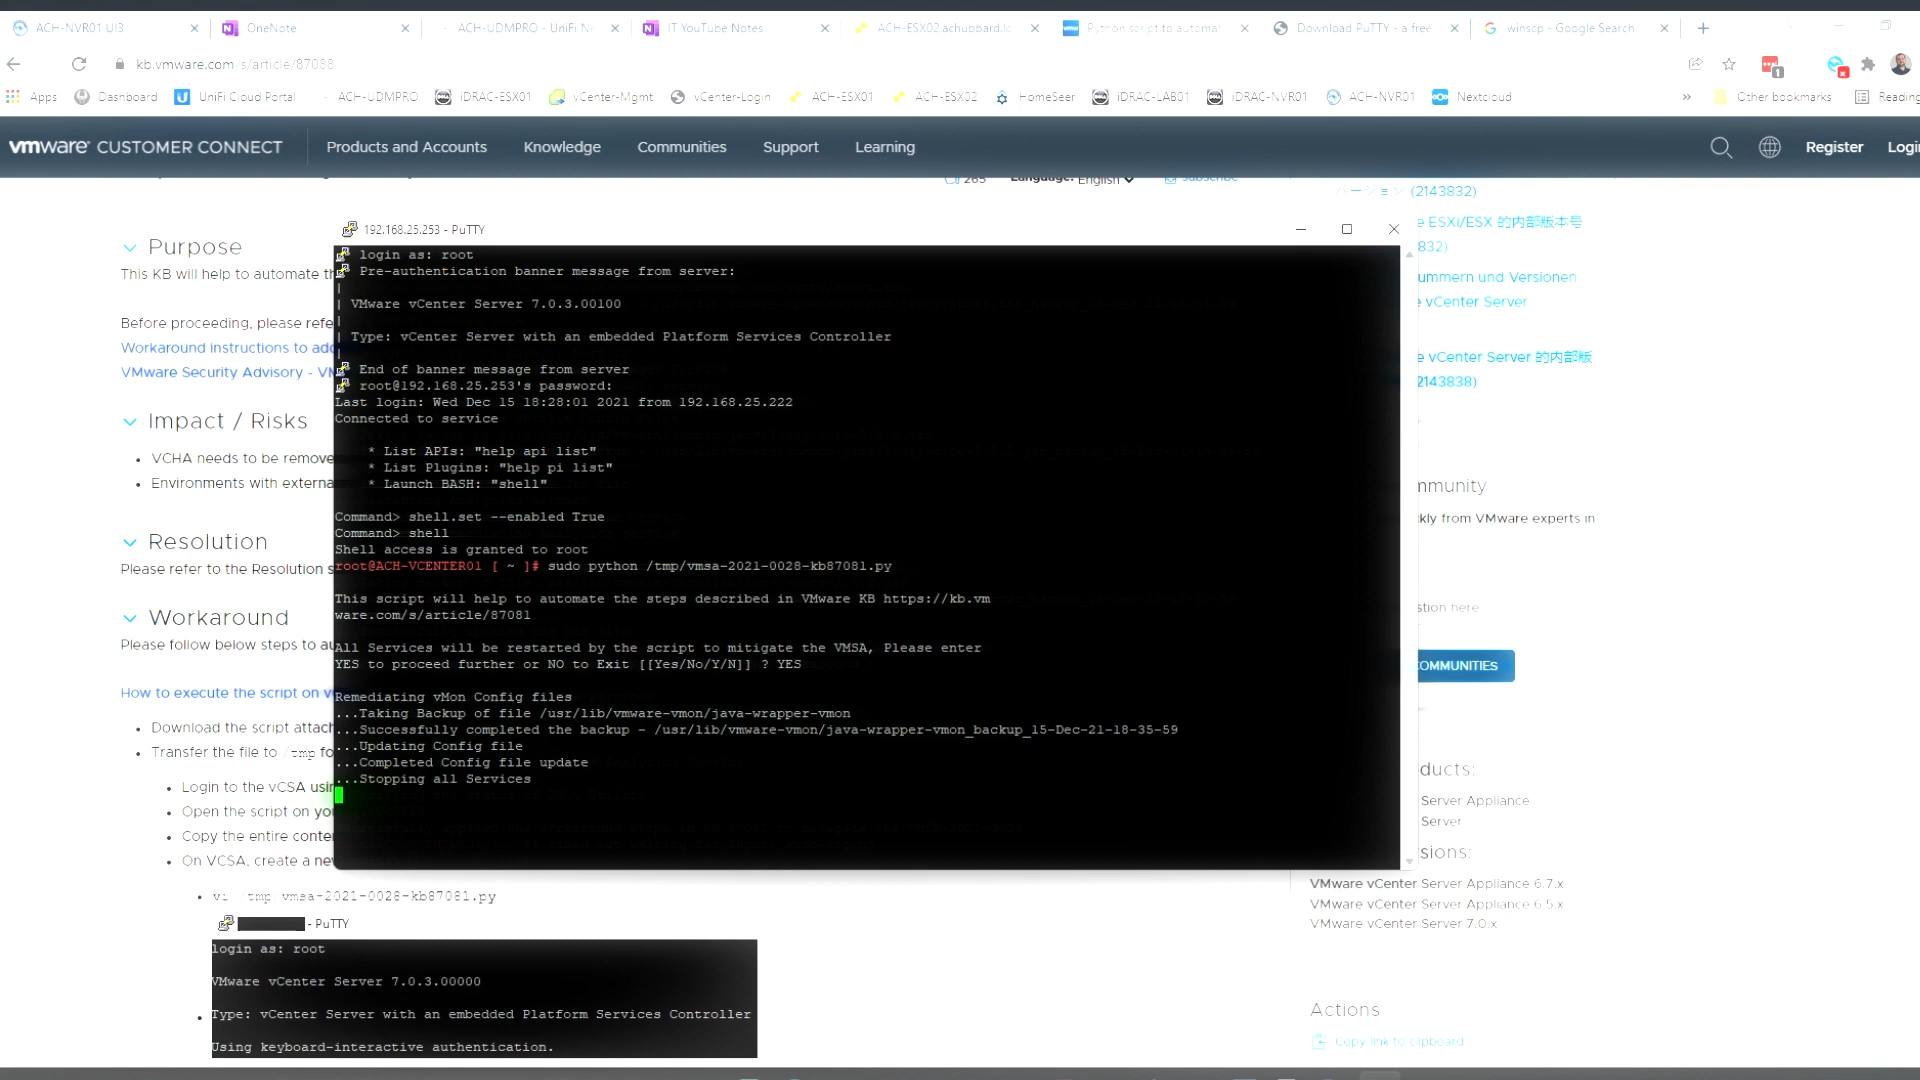 ACH-NVR01 UI3
OneNote
ACH-UDMPRO - UniFi Ne
IT YouTube Notes
ACH-ESX02.achubbard.lo
Python script to automat
Download PuTTY - a free
winscp - Google Search
kb.vmware.com/s/article/87088
Apps
Dashboard
UniFi Cloud Portal
ACH-UDMPRO
iDRAC-ESX01
vCenter-Mgmt
vCenter-Login
ACH-ESX01
ACH-ESX02
HomeSeer
iDRAC-LAB01
iDRAC-NVR01
ACH-NVR01
Nextcloud
»
Other bookmarks
Reading
vmware® CUSTOMER CONNECT
Products and Accounts
Knowledge
Communities
Support
Learning
Register
Login
265
Language: English
Subscribe
(2143832)
e ESXi/ESX 的内部版本号
832)
ummern und Versionen
e vCenter Server
e vCenter Server 的内部版
2143838)
Purpose
This KB will help to automate th
Before proceeding, please refe
Workaround instructions to add
VMware Security Advisory - VM
Impact / Risks
VCHA needs to be remove
Environments with externa
Resolution
Please refer to the Resolution s
Workaround
Please follow below steps to au
How to execute the script on v
Download the script attach
Transfer the file to /tmp fo
Login to the vCSA usin
Open the script on you
Copy the entire conten
On VCSA, create a new
vi /tmp/vmsa-2021-0028-kb87081.py
- PuTTY
login as: root
VMware vCenter Server 7.0.3.00000
Type: vCenter Server with an embedded Platform Services Controller
Using keyboard-interactive authentication.
192.168.25.253 - PuTTY
login as: root
Pre-authentication banner message from server:
|
| VMware vCenter Server 7.0.3.00100
|
| Type: vCenter Server with an embedded Platform Services Controller
|
End of banner message from server
root@192.168.25.253's password:
Last login: Wed Dec 15 18:28:01 2021 from 192.168.25.222
Connected to service
* List APIs: "help api list"
* List Plugins: "help pi list"
* Launch BASH: "shell"
Command> shell.set --enabled True
Command> shell
Shell access is granted to root
root@ACH-VCENTER01 [ ~ ]# sudo python /tmp/vmsa-2021-0028-kb87081.py
This script will help to automate the steps described in VMware KB https://kb.vm
ware.com/s/article/87081
All Services will be restarted by the script to mitigate the VMSA, Please enter
YES to proceed further or NO to Exit [[Yes/No/Y/N]] ? YES
Remediating vMon Config files
...Taking Backup of file /usr/lib/vmware-vmon/java-wrapper-vmon
...Successfully completed the backup - /usr/lib/vmware-vmon/java-wrapper-vmon_backup_15-Dec-21-18-35-59
...Updating Config file
...Completed Config file update
...Stopping all Services
mmunity
kly from VMware experts in
stion here
COMMUNITIES
ducts:
Server Appliance
Server
sions:
VMware vCenter Server Appliance 6.7.x
VMware vCenter Server Appliance 6.5.x
VMware vCenter Server 7.0.x
Actions
Copy link to clipboard